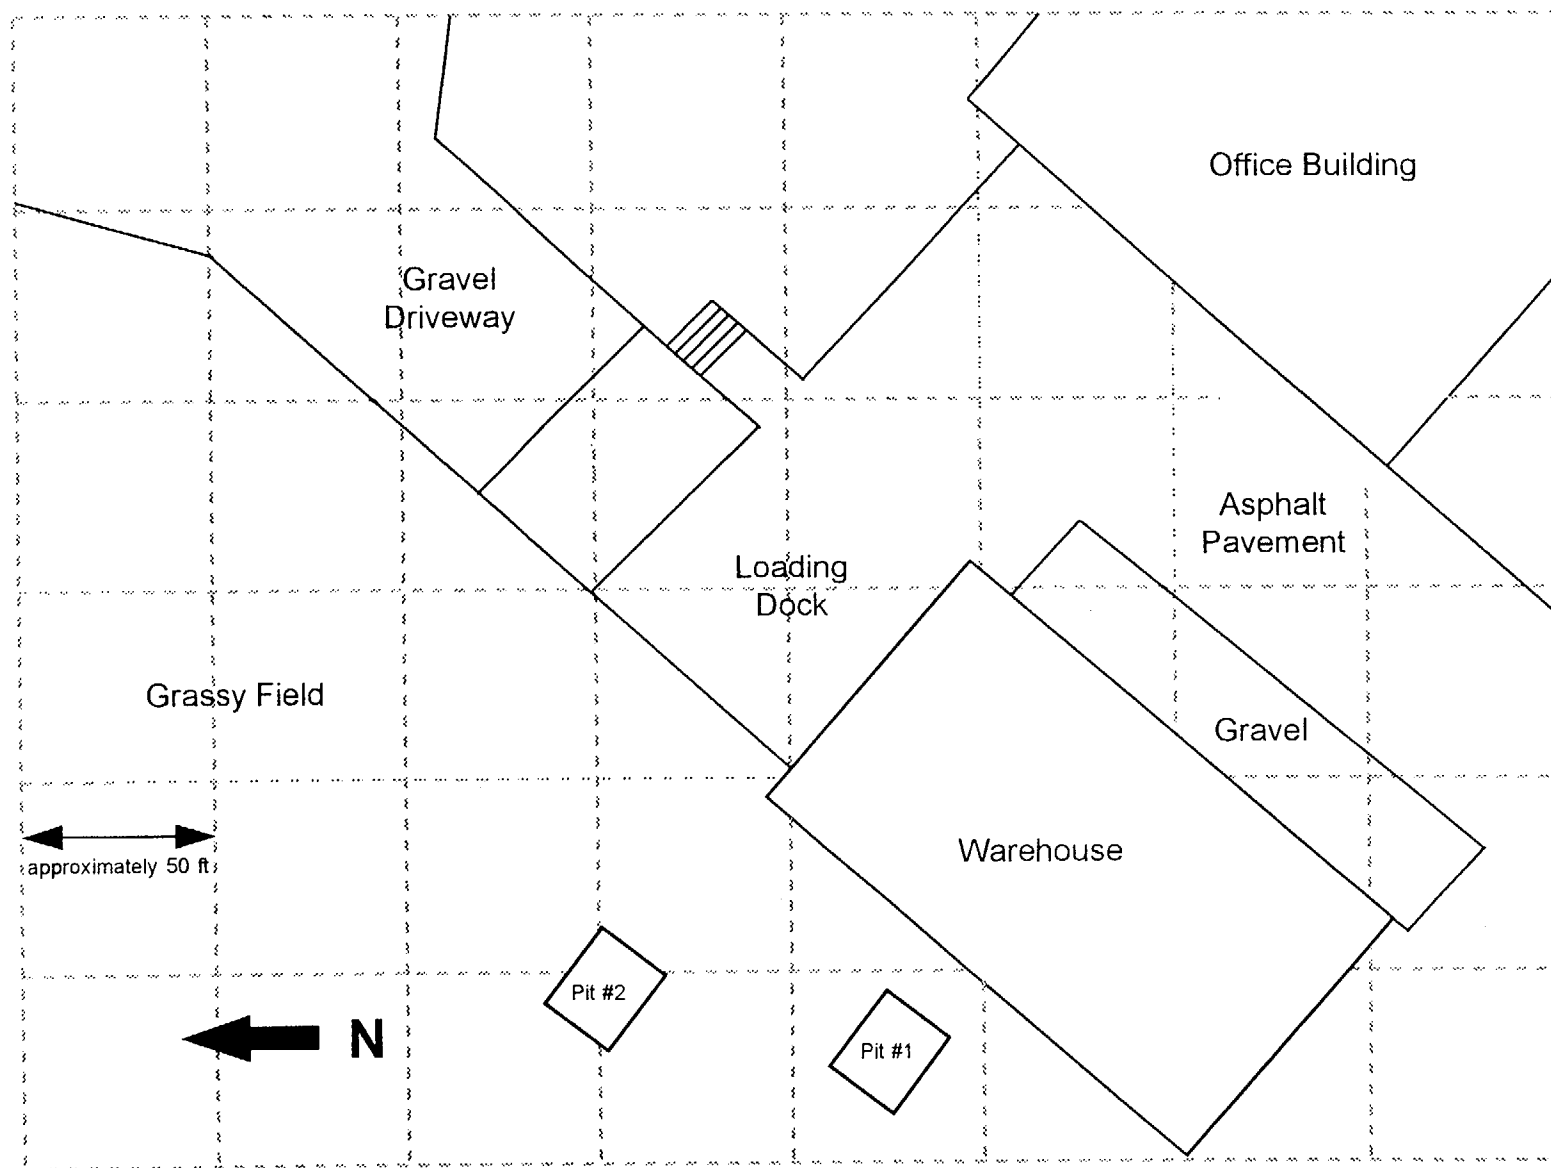 Office Building
Gravel
Driveway
Asphalt
Pavement
Loading
Dock
Grassy Field
Gravel
Warehouse
approximately 50 ft
Pit #2
N
Pit #1